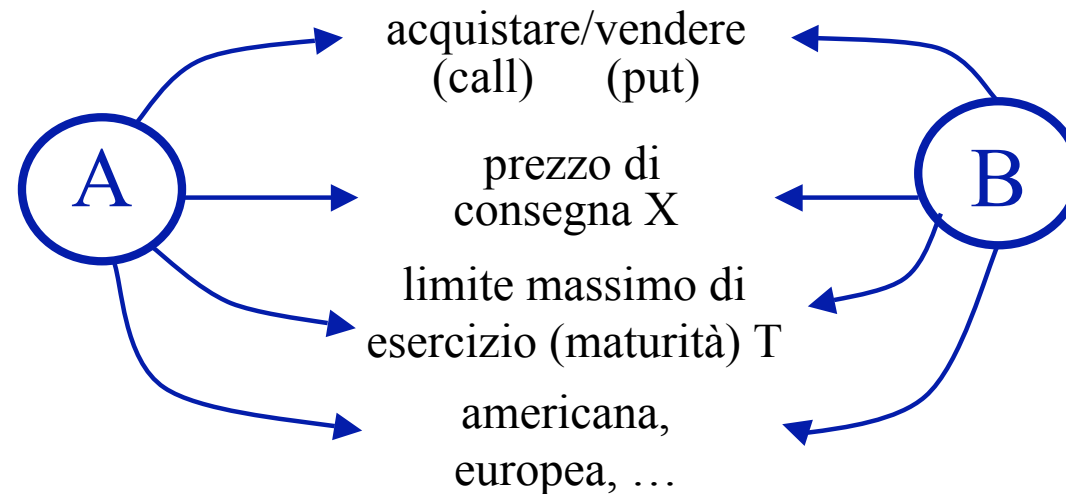 acquistare/vendere
(call) (put)
A
B
prezzo di
consegna X
limite massimo di
esercizio (maturità) T
americana,
europea, …